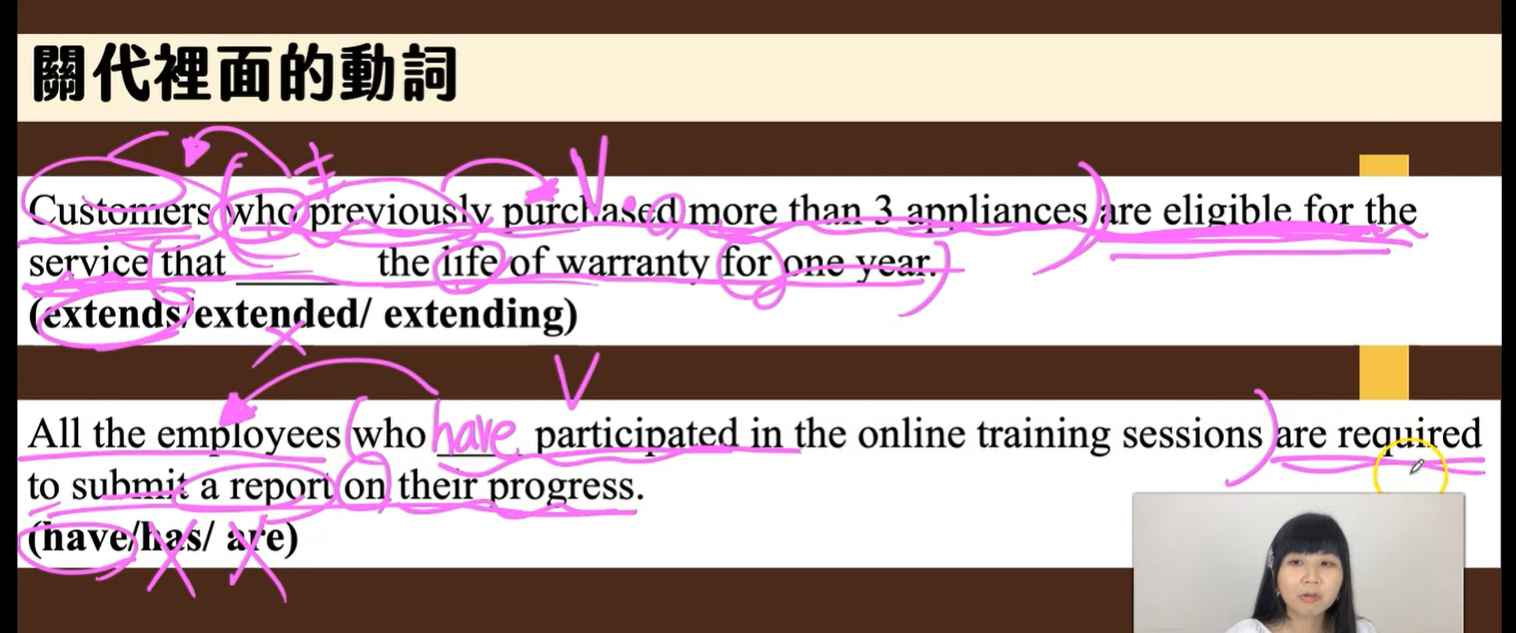 關代裡面的動詞
Customers who previously purchased more than 3 appliances are eligible for the
service that _____ the life of warranty for one year.
(extends/extended/ extending)
All the employees who have participated in the online training sessions are required
to submit a report on their progress.
(have/has/ are)